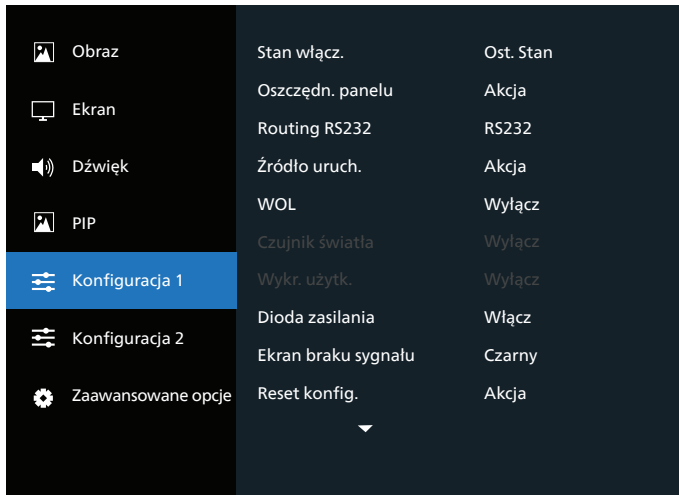 Obraz
Ekran
Dźwięk
PIP
Konfiguracja 1
Konfiguracja 2
Zaawansowane opcje
Stan włącz. Ost. Stan
Oszczędn. panelu Akcja
Routing RS232 RS232
Źródło uruch. Akcja
WOL Wyłącz
Czujnik światła Wyłącz
Wykr. użytk. Wyłącz
Dioda zasilania Włącz
Ekran braku sygnału Czarny
Reset konfig. Akcja